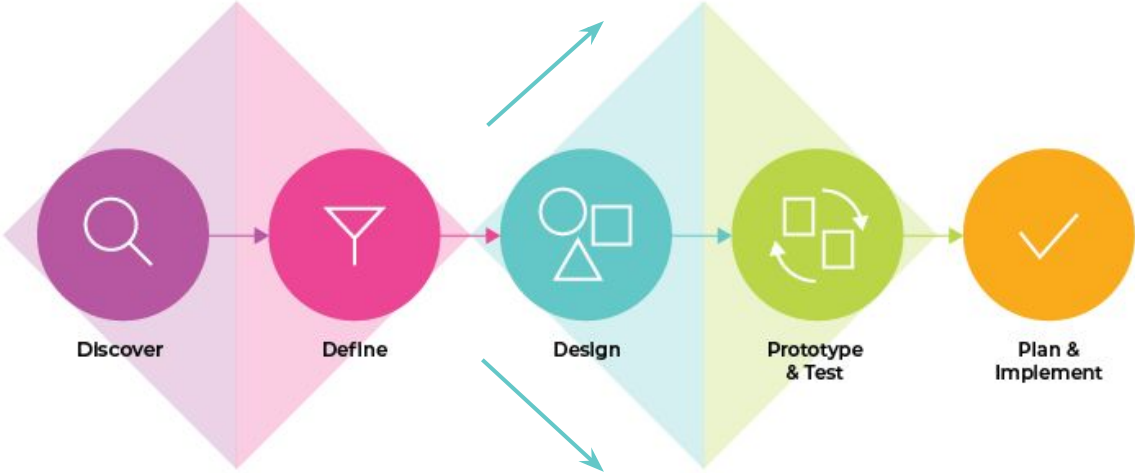 Discover
Define
Design
Prototype
& Test
Plan &
Implement